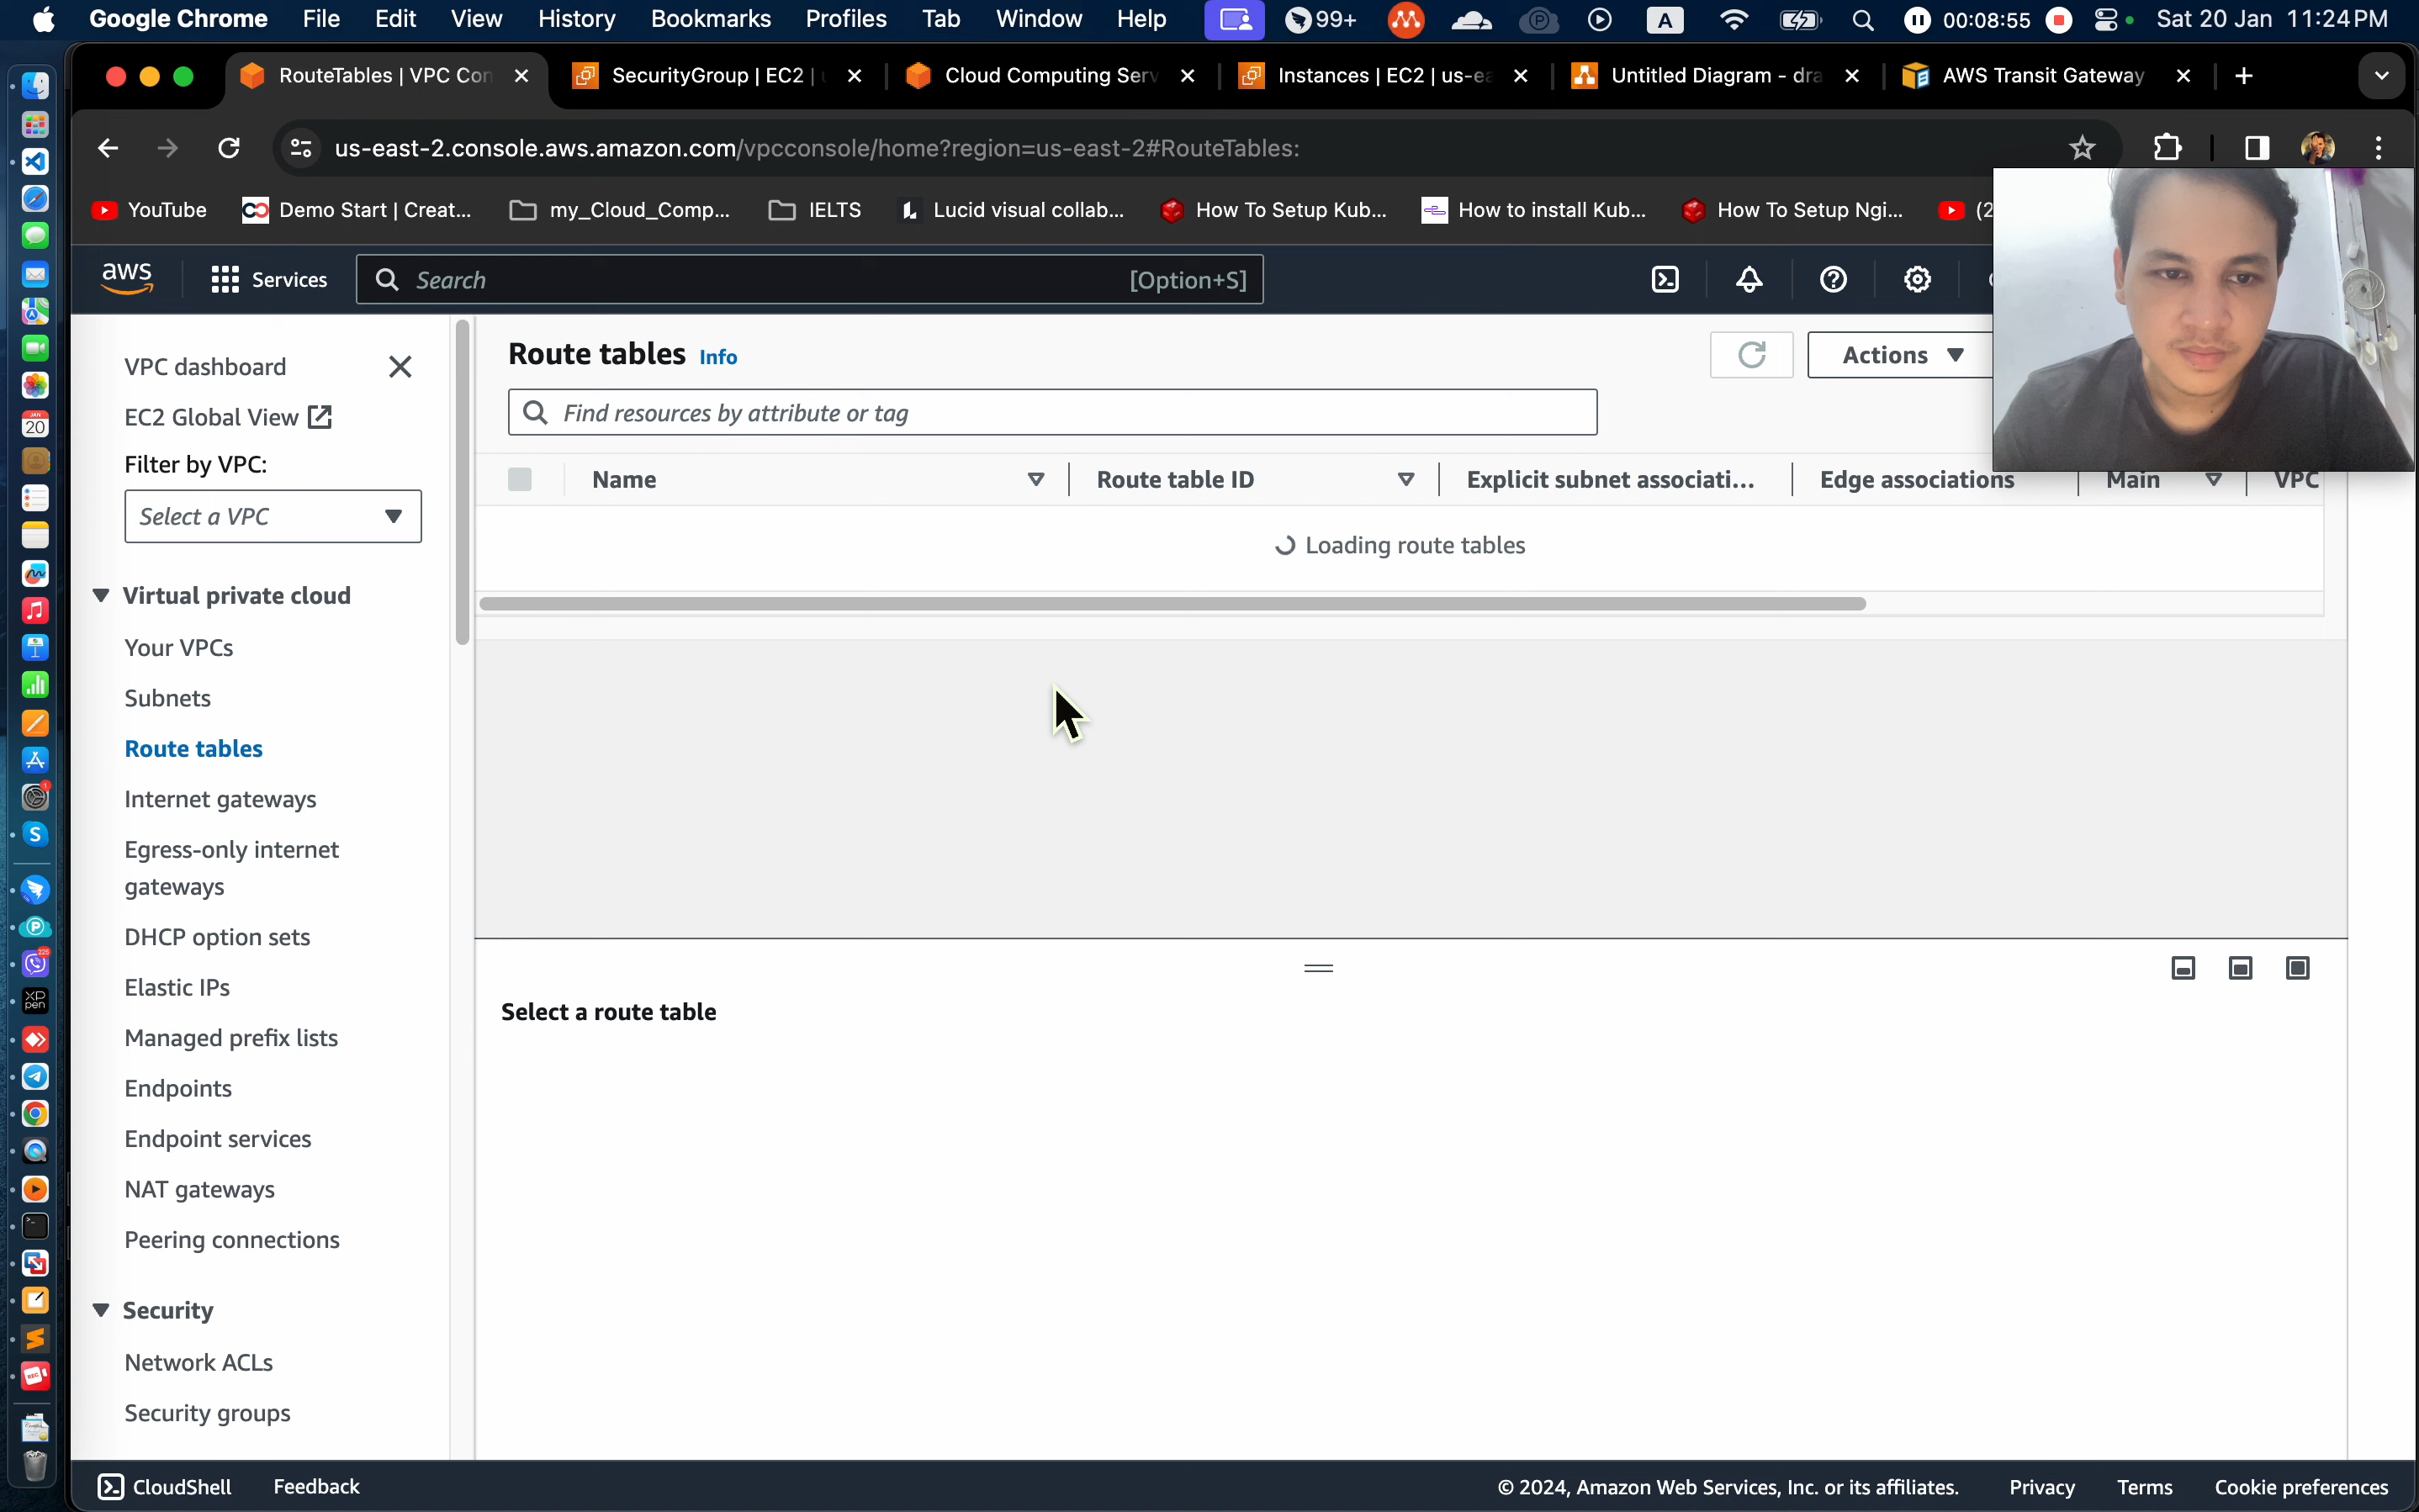 Google Chrome File Edit View History Bookmarks Profiles Tab Window Help 99+ A 00:08:55 Sat 20 Jan 11:24 PM
RouteTables | VPC Con SecurityGroup | EC2 | Cloud Computing Serv Instances | EC2 | us-ea Untitled Diagram - dra AWS Transit Gateway
us-east-2.console.aws.amazon.com/vpcconsole/home?region=us-east-2#RouteTables:
YouTube Demo Start | Creat... my_Cloud_Comp... IELTS Lucid visual collab... How To Setup Kub... How to install Kub... How To Setup Ngi... (2
aws Services Search [Option+S]
VPC dashboard
EC2 Global View
Filter by VPC:
Select a VPC
Virtual private cloud
Your VPCs
Subnets
Route tables
Internet gateways
Egress-only internet
gateways
DHCP option sets
Elastic IPs
Managed prefix lists
Endpoints
Endpoint services
NAT gateways
Peering connections
Security
Network ACLs
Security groups
Route tables Info
Actions
Find resources by attribute or tag
Name Route table ID Explicit subnet associati... Edge associations Main VPC
Loading route tables
Select a route table
CloudShell Feedback © 2024, Amazon Web Services, Inc. or its affiliates. Privacy Terms Cookie preferences